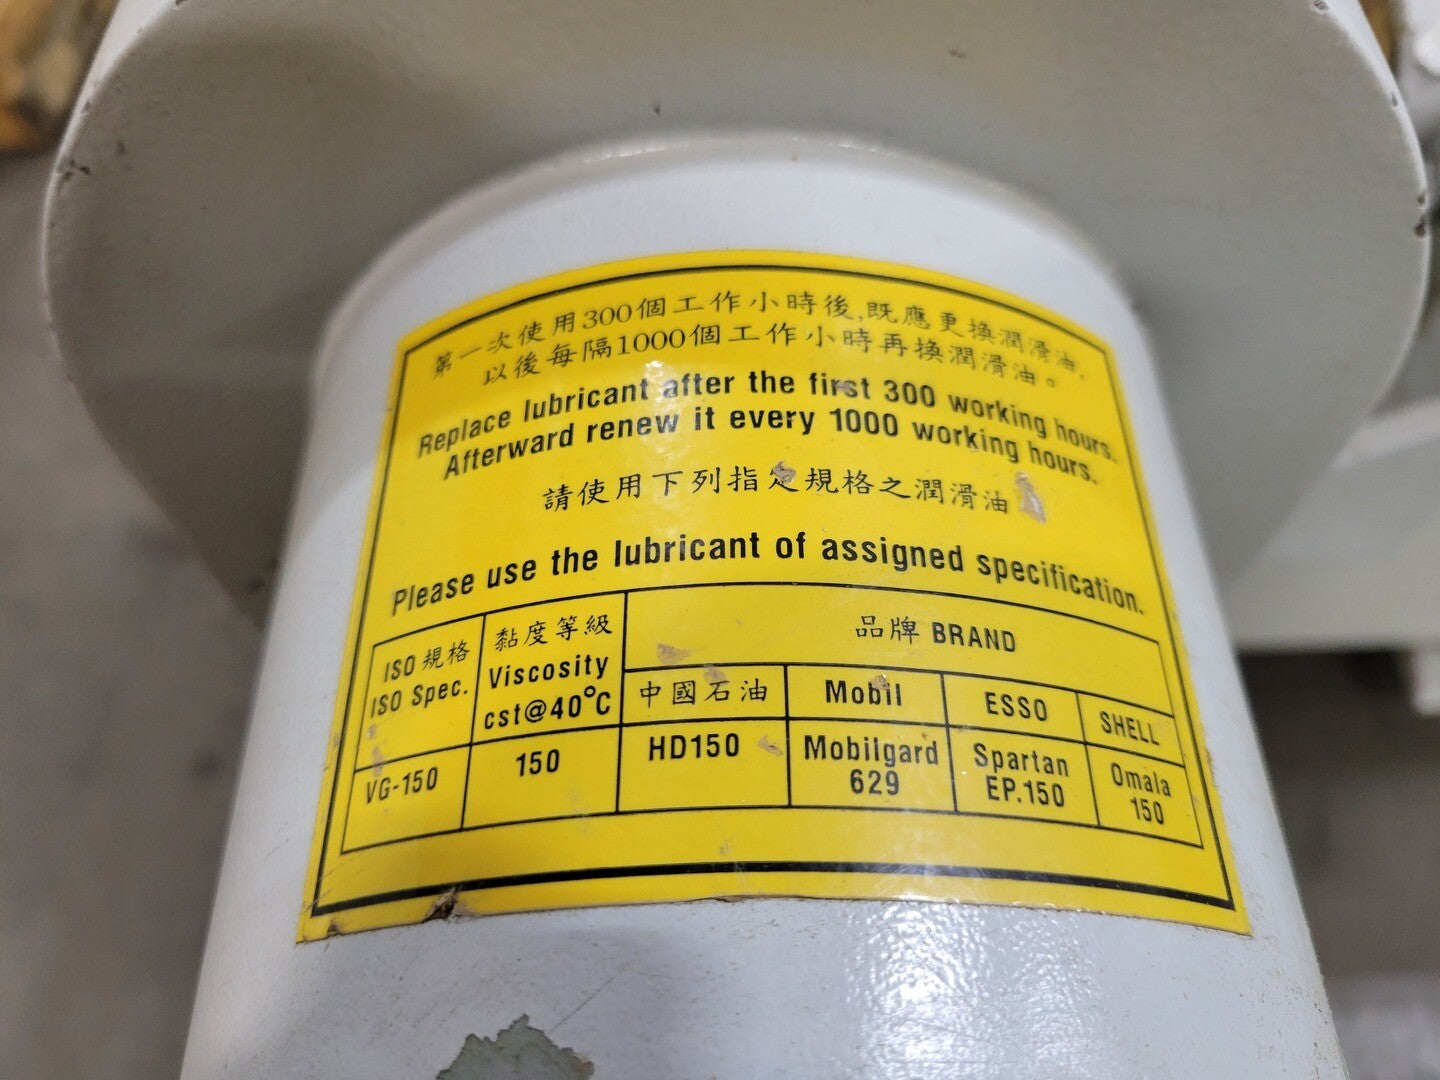 第一次使用300個工作小時後,既應更換潤滑油,
以後每隔1000個工作小時再換潤滑油。
Replace lubricant after the first 300 working hours.
Afterward renew it every 1000 working hours.
請使用下列指定規格之潤滑油
Please use the lubricant of assigned specification.
ISO 規格
ISO Spec.
黏度等級
Viscosity
cst@40°C
品牌 BRAND
中國石油
Mobil
ESSO
SHELL
VG-150
150
HD150
Mobilgard
629
Spartan
EP.150
Omala
150